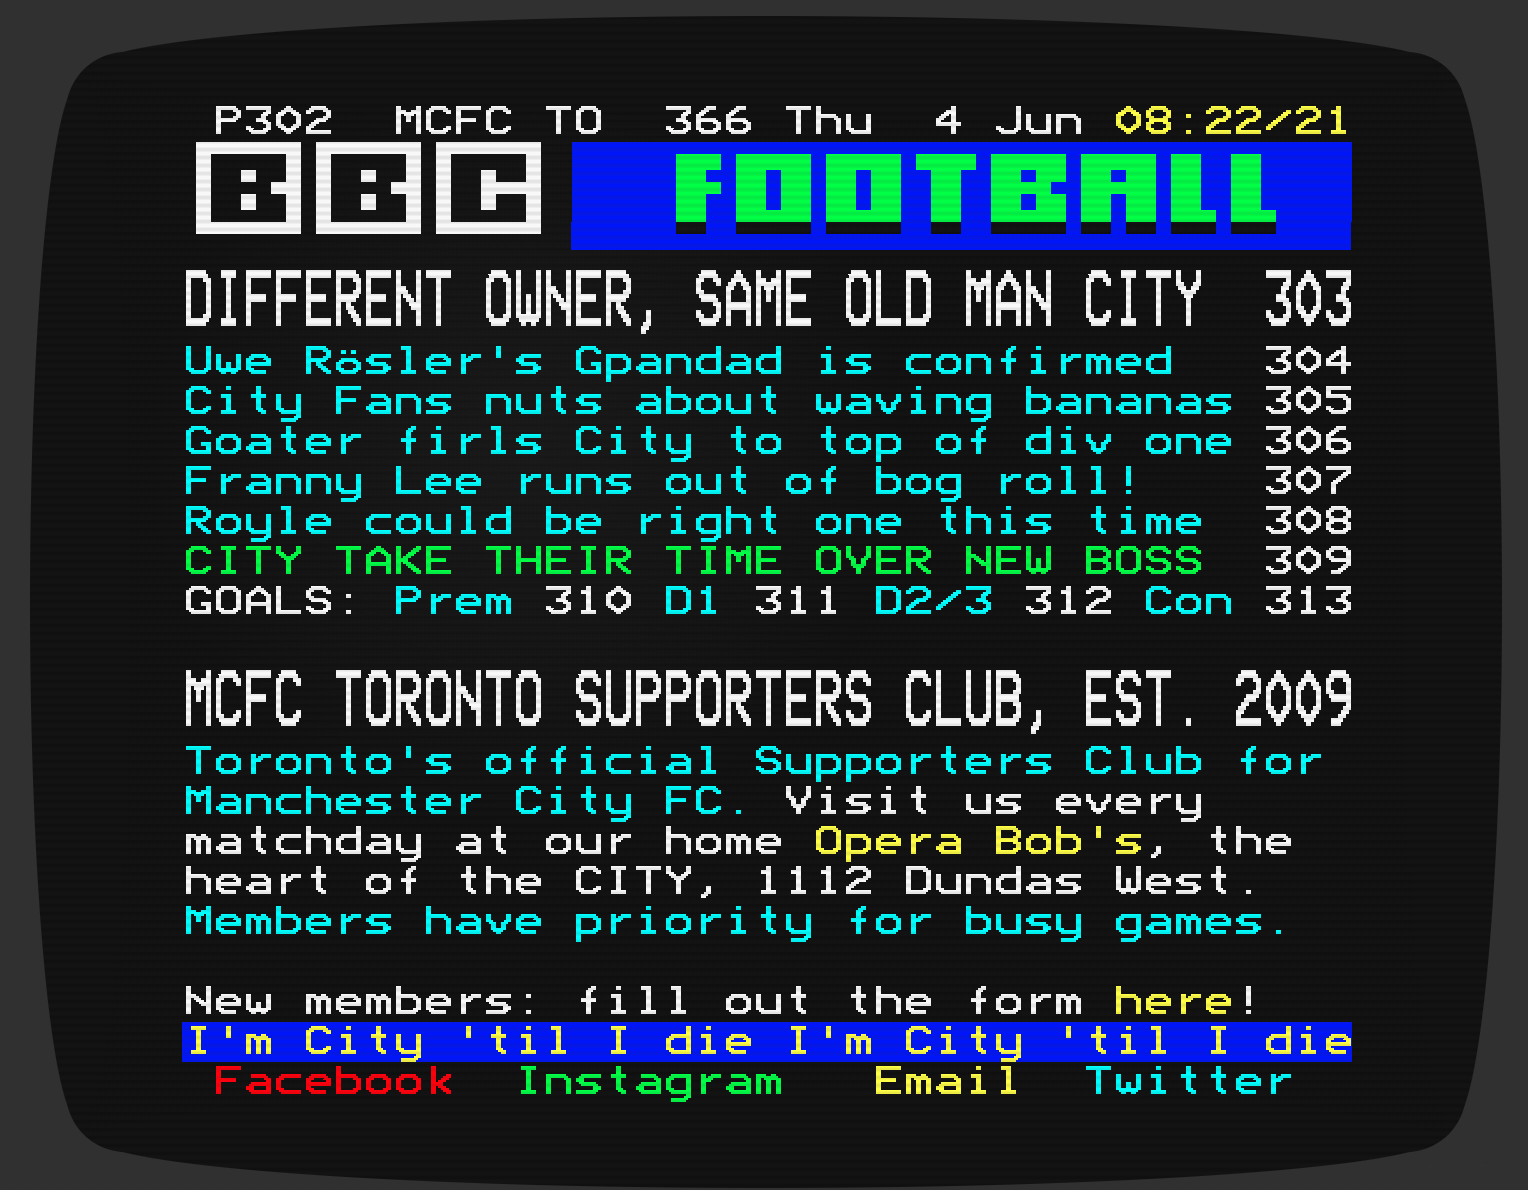 P302 MCFC TO 366 Thu 4 Jun 08:22/21
BBC FOOTBALL
DIFFERENT OWNER, SAME OLD MAN CITY 303
Uwe Rösler's Gpandad is confirmed 304
City Fans nuts about waving bananas 305
Goater firls City to top of div one 306
Franny Lee runs out of bog roll! 307
Royle could be right one this time 308
CITY TAKE THEIR TIME OVER NEW BOSS 309
GOALS: Prem 310 D1 311 D2/3 312 Con 313
MCFC TORONTO SUPPORTERS CLUB, EST. 2009
Toronto's official Supporters Club for
Manchester City FC. Visit us every
matchday at our home Opera Bob's, the
heart of the CITY, 1112 Dundas West.
Members have priority for busy games.
New members: fill out the form here!
I'm City 'til I die I'm City 'til I die
Facebook Instagram Email Twitter